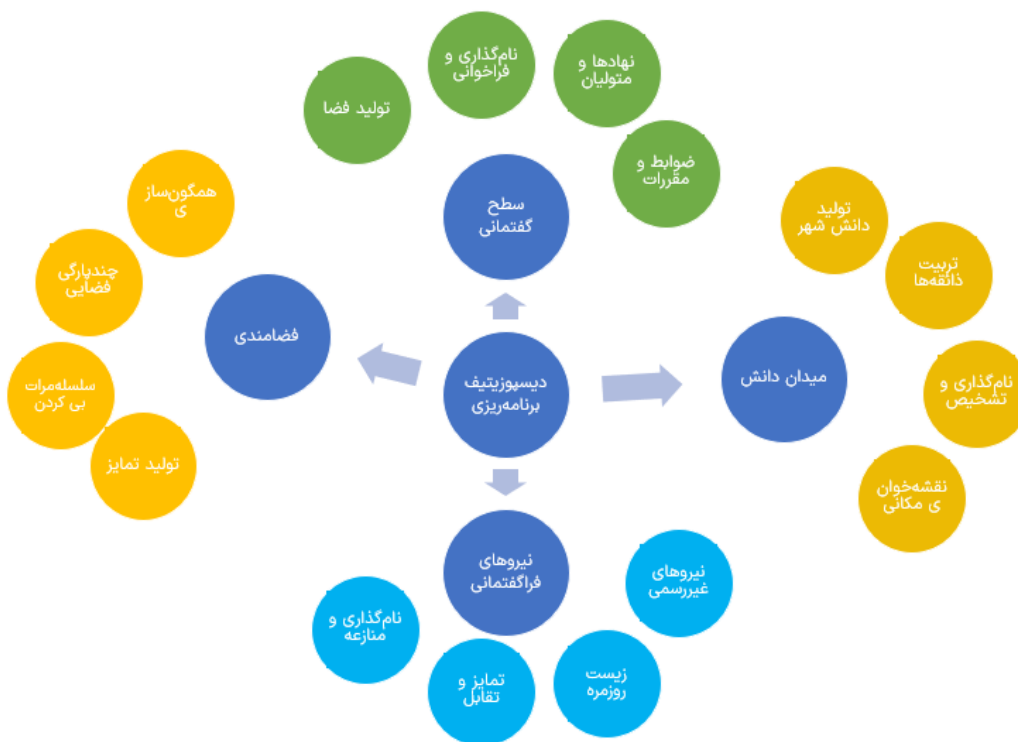 نام‌گذاری و
فراخوانی
نهادها و
متولیان
تولید فضا
ضوابط و
مقررات
سطح
گفتمانی
همگون‌ساز
ی
تولید
دانش شهر
چندپارگی
فضایی
تربیت
ذائقه‌ها
فضامندی
دیسپوزیتیف
برنامه‌ریزی
میدان دانش
سلسله‌مرات
بی کردن
نام‌گذاری و
تشخیص
تولید تمایز
نقشه‌خوان
ی مکانی
نیروهای
فراگفتمانی
نیروهای
غیررسمی
نام‌گذاری و
منازعه
تمایز و
تقابل
زیست
روزمره